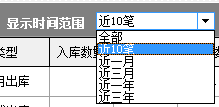 显示时间范围 近10笔
类型 入库数
全部
近10笔
近一月
近三月
近一年
近三年
出库